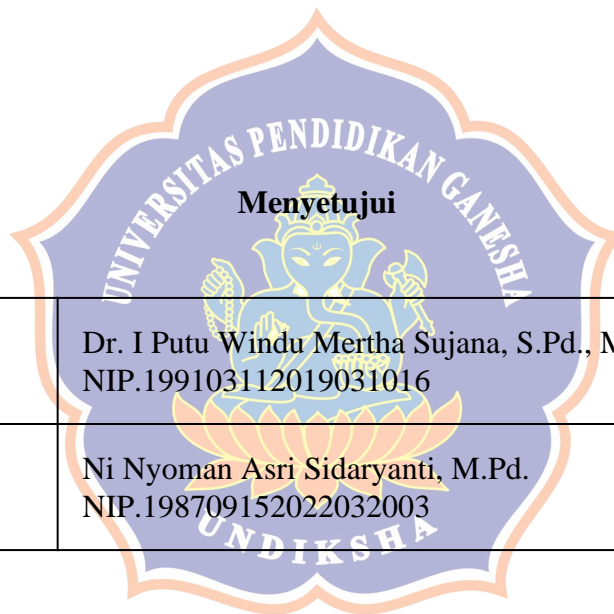 UNIVERSITAS PENDIDIKAN GANESHA
Menyetujui
Dr. I Putu Windu Mertha Sujana, S.Pd., M
NIP.199103112019031016
Ni Nyoman Asri Sidaryanti, M.Pd.
NIP.198709152022032003
UNDIKSHA